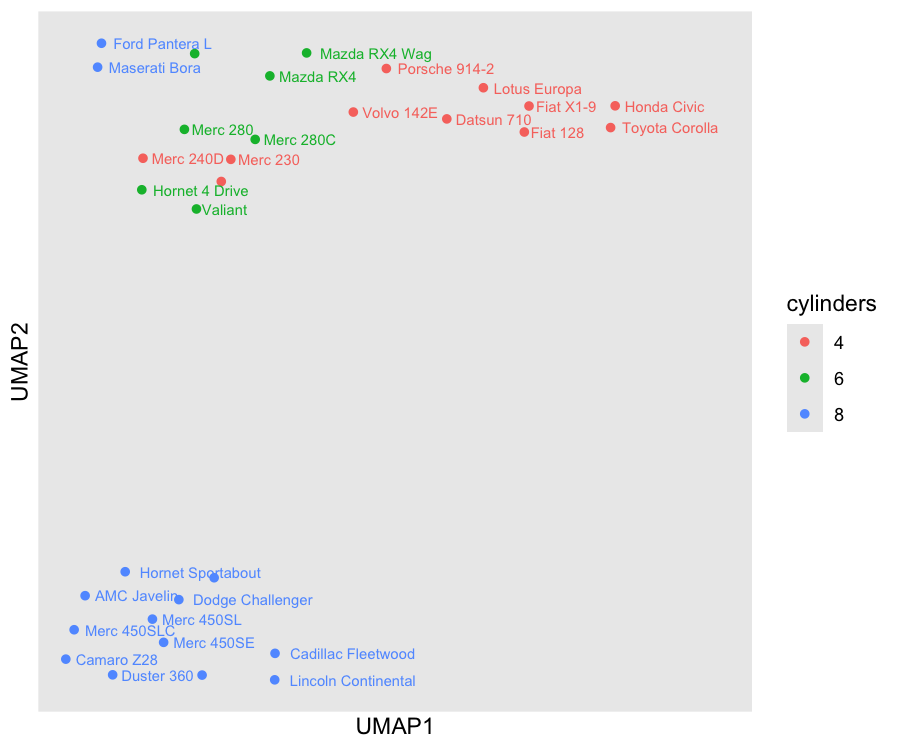 Ford Pantera L
Maserati Bora
Mazda RX4 Wag
Mazda RX4
Porsche 914-2
Lotus Europa
Volvo 142E
Datsun 710
Fiat X1-9
Honda Civic
Fiat 128
Toyota Corolla
Merc 280
Merc 280C
Merc 240D
Merc 230
Hornet 4 Drive
Valiant
Hornet Sportabout
AMC Javelin
Dodge Challenger
Merc 450SL
Merc 450SLC
Merc 450SE
Cadillac Fleetwood
Camaro Z28
Duster 360
Lincoln Continental
UMAP1
UMAP2
cylinders
4
6
8